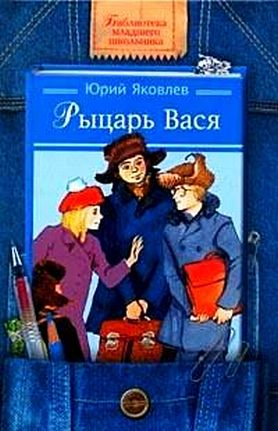 Библиотека
младшего
школьника
Юрий Яковлев
Рыцарь Вася